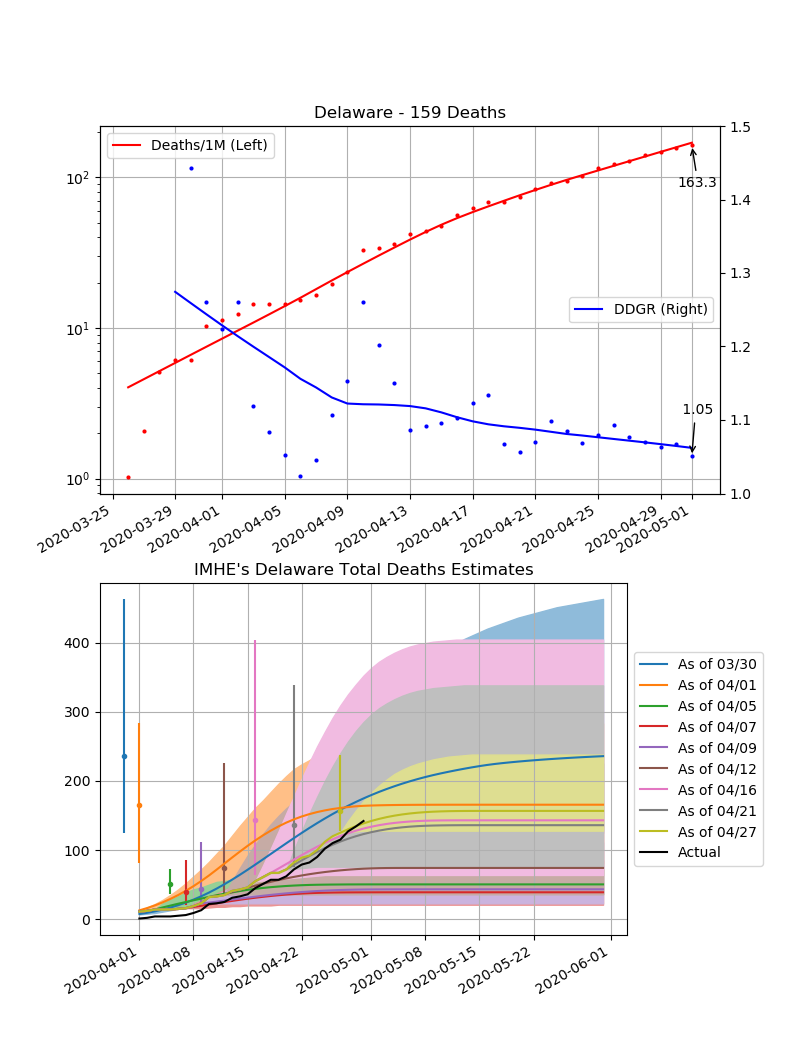 Delaware - 159 Deaths
Deaths/1M (Left)
DDGR (Right)
163.3
1.05
10²
10¹
10⁰
1.5
1.4
1.3
1.2
1.1
1.0
2020-03-25
2020-03-29
2020-04-01
2020-04-05
2020-04-09
2020-04-13
2020-04-17
2020-04-21
2020-04-25
2020-04-29
2020-05-01
IMHE's Delaware Total Deaths Estimates
400
300
200
100
0
2020-04-01
2020-04-08
2020-04-15
2020-04-22
2020-05-01
2020-05-08
2020-05-15
2020-05-22
2020-06-01
As of 03/30
As of 04/01
As of 04/05
As of 04/07
As of 04/09
As of 04/12
As of 04/16
As of 04/21
As of 04/27
Actual